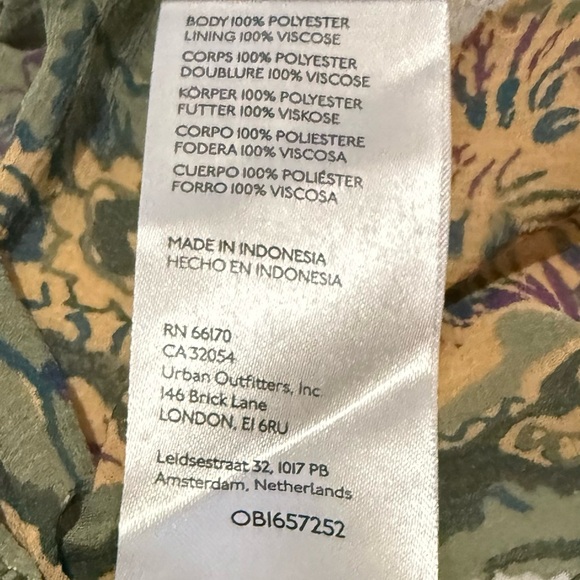 BODY 100% POLYESTER
LINING 100% VISCOSE
CORPS 100% POLYESTER
DOUBLURE 100% VISCOSE
KÖRPER 100% POLYESTER
FUTTER 100% VISKOSE
CORPO 100% POLIESTERE
FODERA 100% VISCOSA
CUERPO 100% POLIÉSTER
FORRO 100% VISCOSA
MADE IN INDONESIA
HECHO EN INDONESIA
RN 66170
CA 32054
Urban Outfitters, Inc
146 Brick Lane
LONDON, E1 6RU
Leidsestraat 32, 1017 PB
Amsterdam, Netherlands
OB1657252